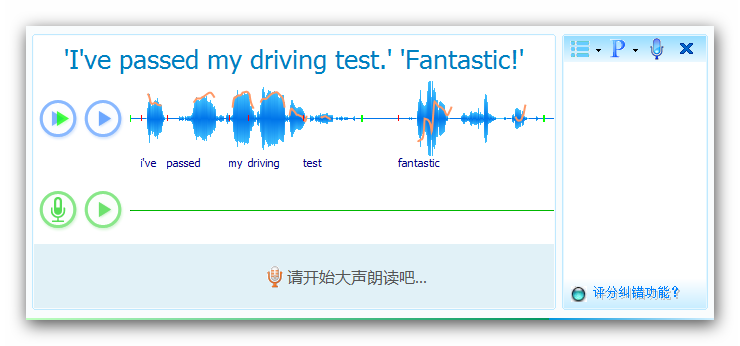 'I've passed my driving test.' 'Fantastic!'
P
i've passed my driving test fantastic
请开始大声朗读吧...
评分纠错功能？